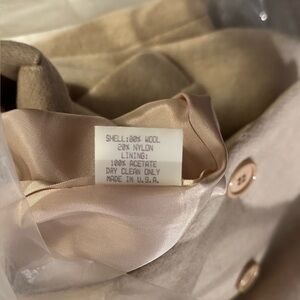 SHELL:80% WOOL
20% NYLON
LINING:
100% ACETATE
DRY CLEAN ONLY
MADE IN U.S.A.